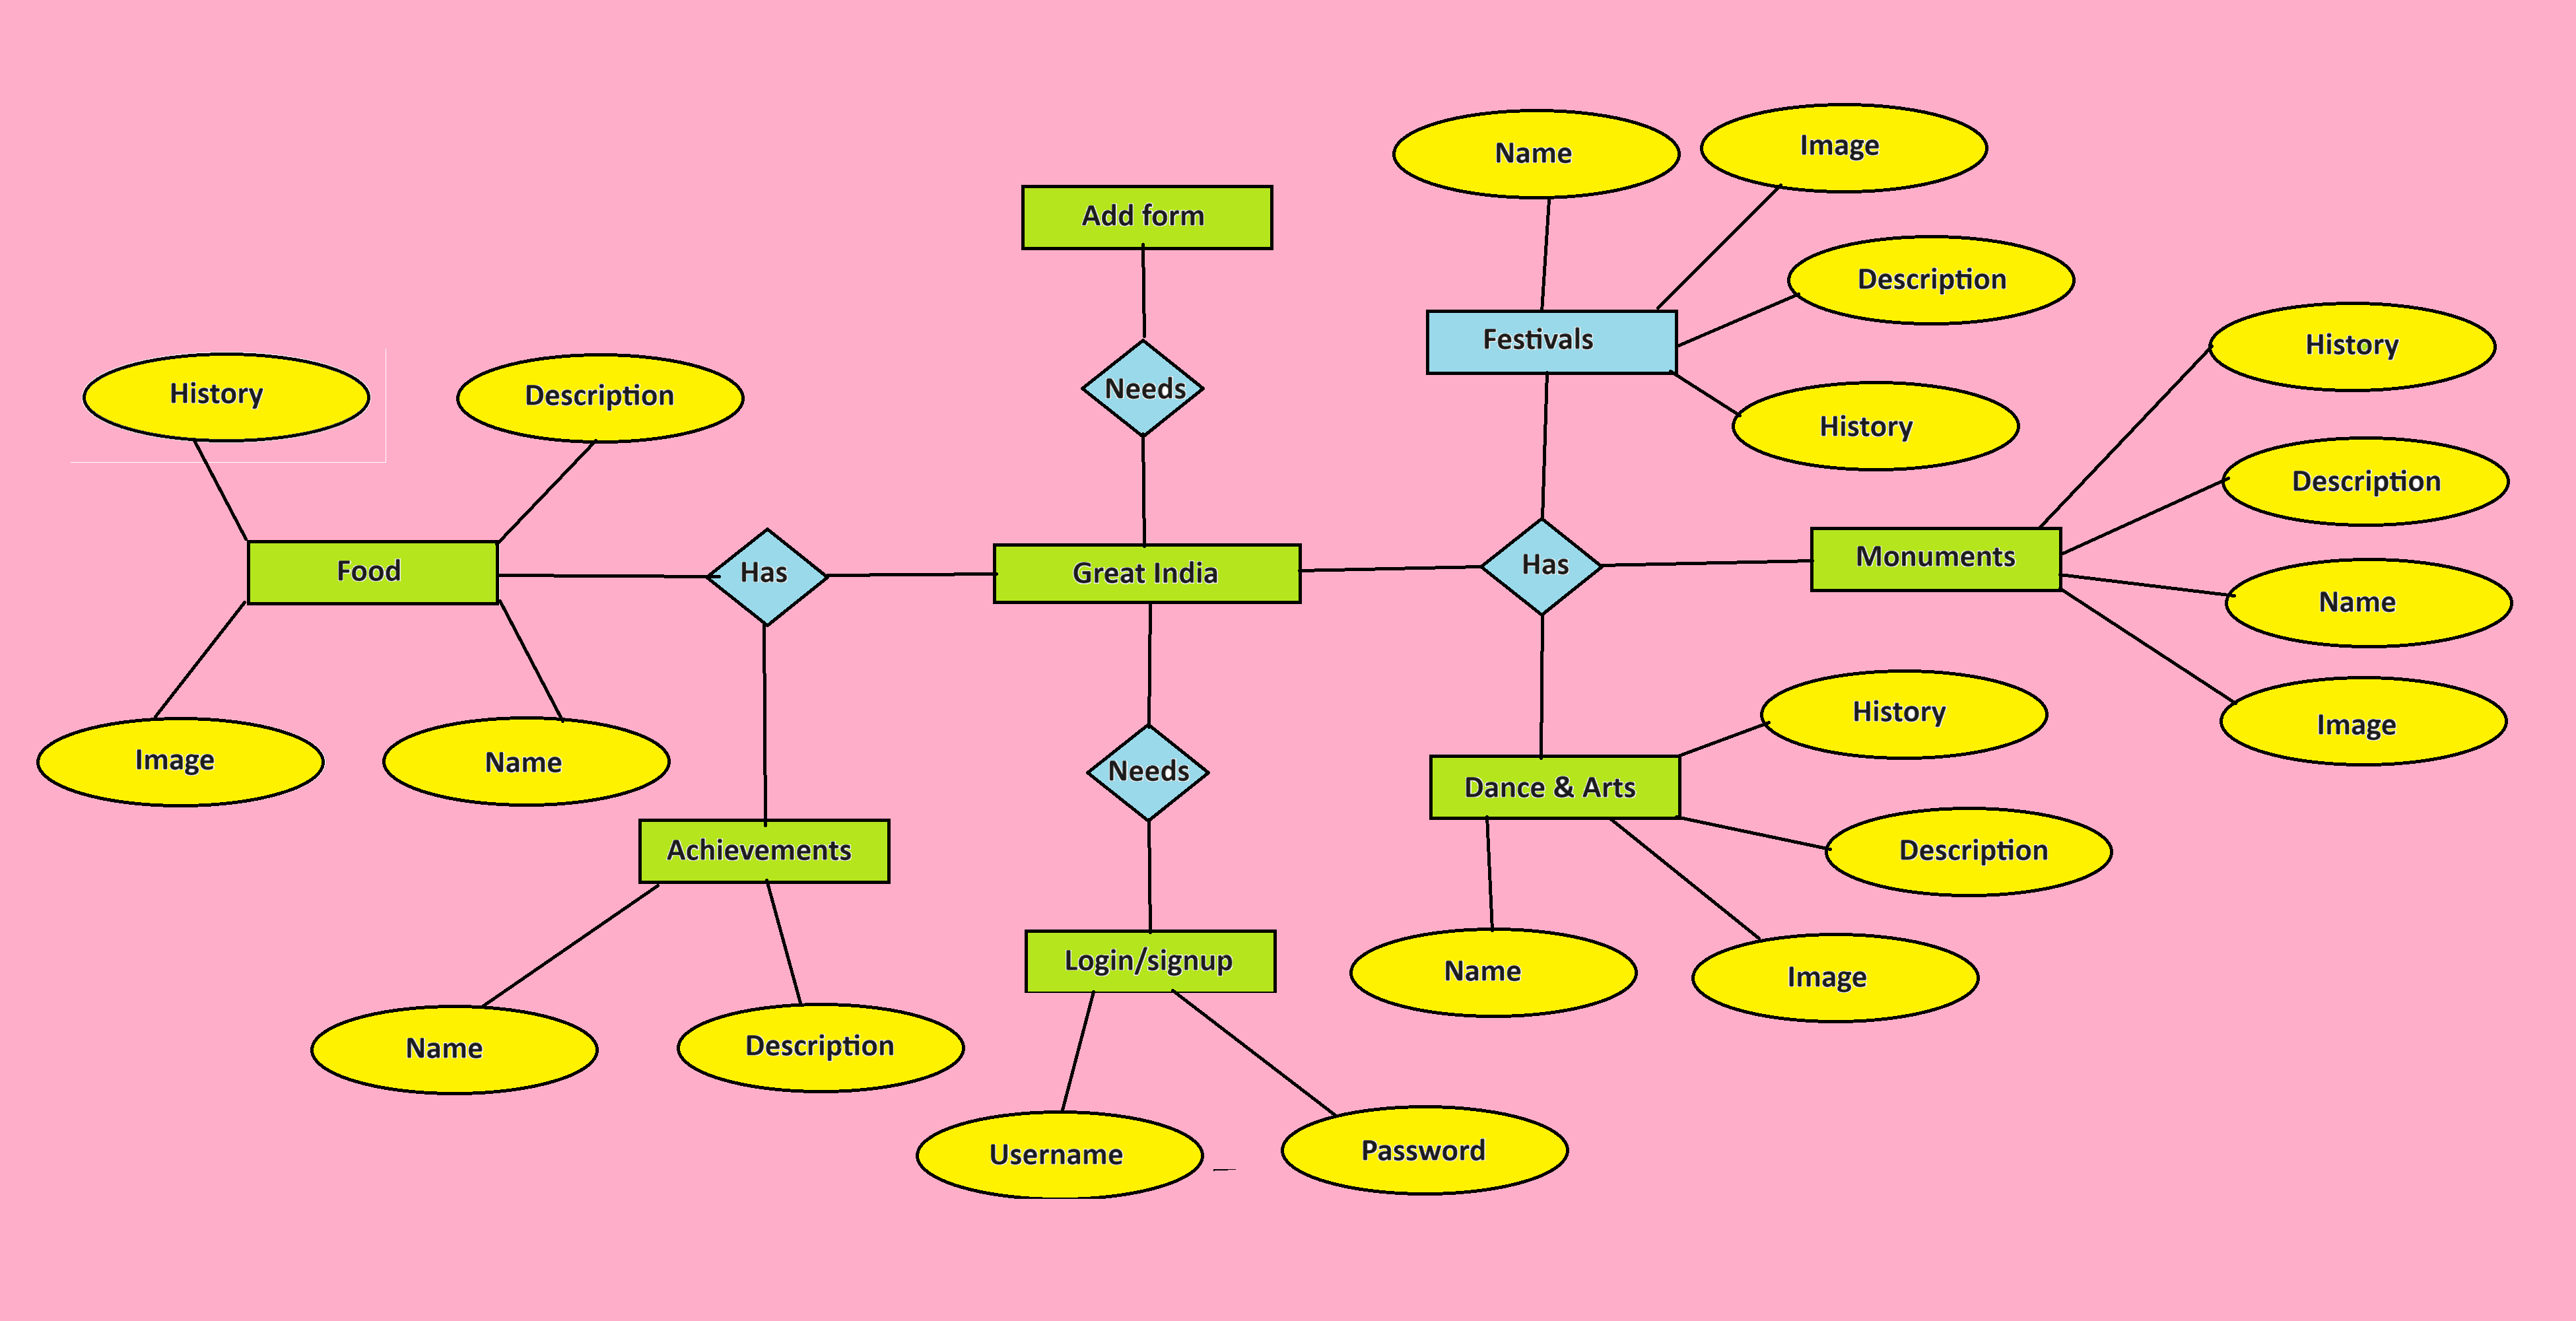 Name
Image
Add form
Description
Festivals
History
Needs
History
Description
History
Description
Food
Has
Great India
Has
Monuments
Name
Image
Name
Needs
History
Image
Achievements
Dance & Arts
Description
Login/signup
Name
Image
Name
Description
Username
Password